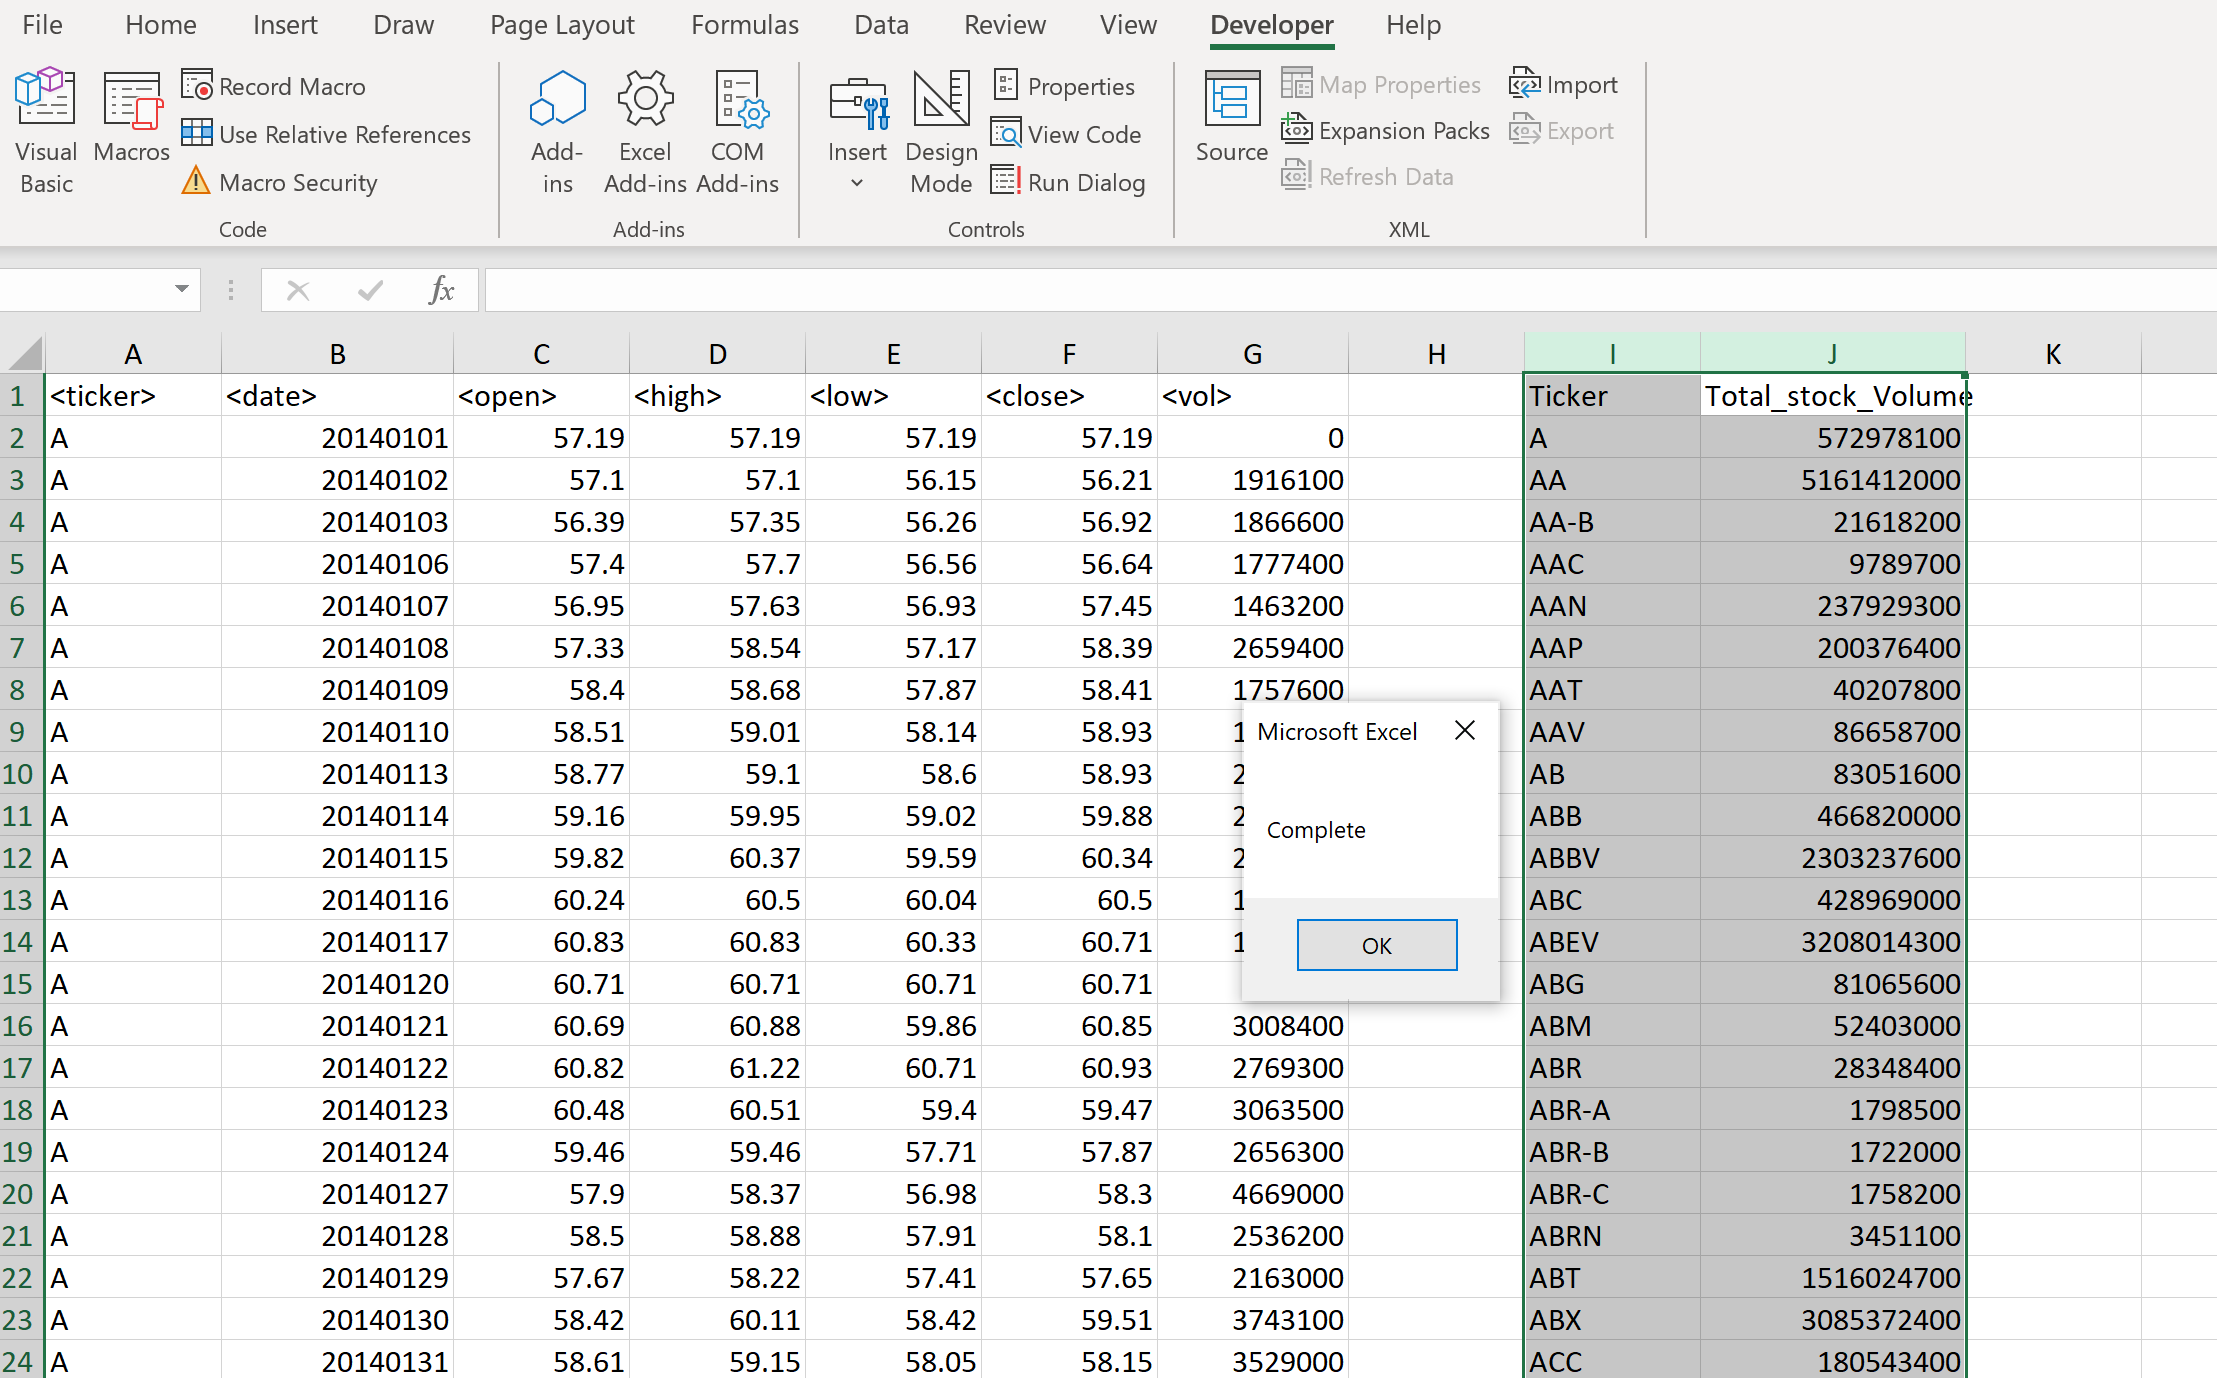 File Home Insert Draw Page Layout Formulas Data Review View Developer Help
Visual Basic Macros Record Macro Use Relative References Macro Security
Code
Add-ins Excel Add-ins COM Add-ins
Add-ins
Insert Design Mode Properties View Code Run Dialog
Controls
Source Map Properties Expansion Packs Refresh Data Import Export
XML
fx
A B C D E F G H I J K
1 <ticker> <date> <open> <high> <low> <close> <vol> Ticker Total_stock_Volume
2 A 20140101 57.19 57.19 57.19 57.19 0 A 572978100
3 A 20140102 57.1 57.1 56.15 56.21 1916100 AA 5161412000
4 A 20140103 56.39 57.35 56.26 56.92 1866600 AA-B 21618200
5 A 20140106 57.4 57.7 56.56 56.64 1777400 AAC 9789700
6 A 20140107 56.95 57.63 56.93 57.45 1463200 AAN 237929300
7 A 20140108 57.33 58.54 57.17 58.39 2659400 AAP 200376400
8 A 20140109 58.4 58.68 57.87 58.41 1757600 AAT 40207800
9 A 20140110 58.51 59.01 58.14 58.93 1 AAV 86658700
10 A 20140113 58.77 59.1 58.6 58.93 2 AB 83051600
11 A 20140114 59.16 59.95 59.02 59.88 2 ABB 466820000
12 A 20140115 59.82 60.37 59.59 60.34 2 ABBV 2303237600
13 A 20140116 60.24 60.5 60.04 60.5 1 ABC 428969000
14 A 20140117 60.83 60.83 60.33 60.71 1 ABEV 3208014300
15 A 20140120 60.71 60.71 60.71 60.71 ABG 81065600
16 A 20140121 60.69 60.88 59.86 60.85 3008400 ABM 52403000
17 A 20140122 60.82 61.22 60.71 60.93 2769300 ABR 28348400
18 A 20140123 60.48 60.51 59.4 59.47 3063500 ABR-A 1798500
19 A 20140124 59.46 59.46 57.71 57.87 2656300 ABR-B 1722000
20 A 20140127 57.9 58.37 56.98 58.3 4669000 ABR-C 1758200
21 A 20140128 58.5 58.88 57.91 58.1 2536200 ABRN 3451100
22 A 20140129 57.67 58.22 57.41 57.65 2163000 ABT 1516024700
23 A 20140130 58.42 60.11 58.42 59.51 3743100 ABX 3085372400
24 A 20140131 58.61 59.15 58.05 58.15 3529000 ACC 180543400
Microsoft Excel
Complete
OK